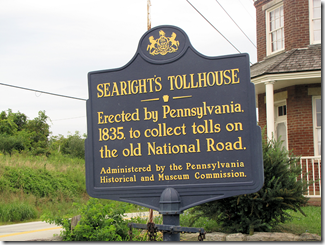 SEARIGHT'S TOLLHOUSE
Erected by Pennsylvania,
1835, to collect tolls on
the old National Road.
Administered by the Pennsylvania
Historical and Museum Commission.